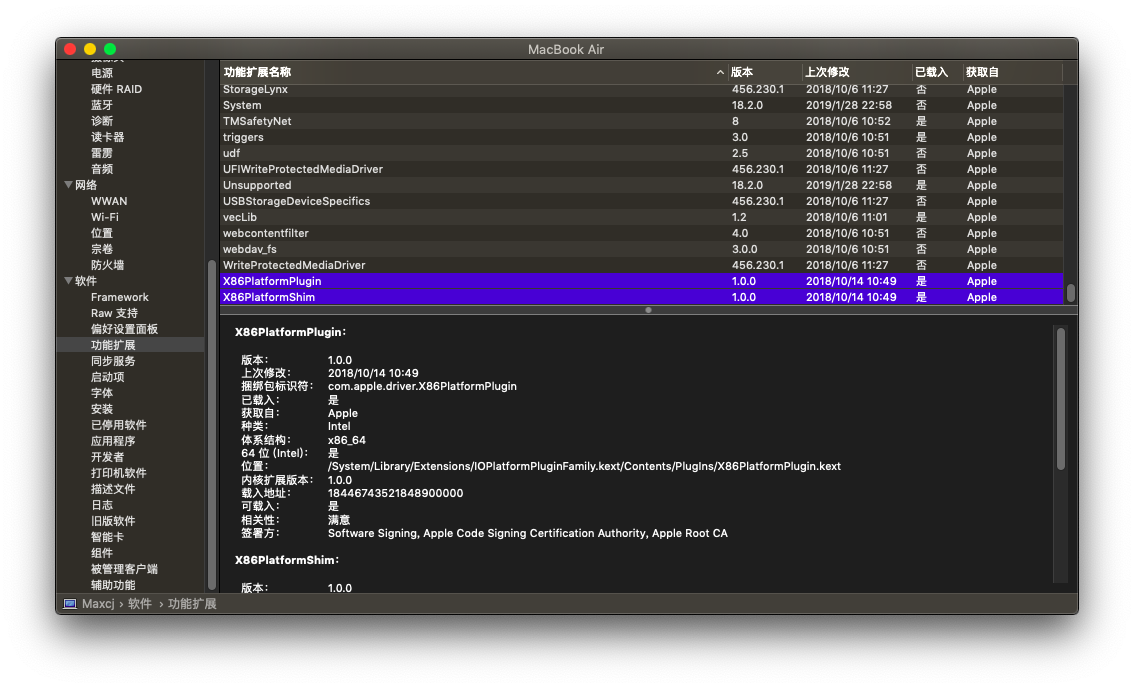 MacBook Air
电源
硬件 RAID
蓝牙
诊断
读卡器
雷雳
音频
网络
WWAN
Wi-Fi
位置
宗卷
防火墙
软件
Framework
Raw 支持
偏好设置面板
功能扩展
同步服务
启动项
字体
安装
已停用软件
应用程序
开发者
打印机软件
描述文件
日志
旧版软件
智能卡
组件
被管理客户端
辅助功能
功能扩展名称 版本 上次修改 已载入 获取自
StorageLynx 456.230.1 2018/10/6 11:27 否 Apple
System 18.2.0 2019/1/28 22:58 否 Apple
TMSafetyNet 8 2018/10/6 10:52 是 Apple
triggers 3.0 2018/10/6 10:51 是 Apple
udf 2.5 2018/10/6 10:51 否 Apple
UFIWriteProtectedMediaDriver 456.230.1 2018/10/6 11:27 否 Apple
Unsupported 18.2.0 2019/1/28 22:58 是 Apple
USBStorageDeviceSpecifics 456.230.1 2018/10/6 11:27 否 Apple
vecLib 1.2 2018/10/6 11:01 是 Apple
webcontentfilter 4.0 2018/10/6 10:51 否 Apple
webdav_fs 3.0.0 2018/10/6 10:51 否 Apple
WriteProtectedMediaDriver 456.230.1 2018/10/6 11:27 否 Apple
X86PlatformPlugin 1.0.0 2018/10/14 10:49 是 Apple
X86PlatformShim 1.0.0 2018/10/14 10:49 是 Apple
X86PlatformPlugin：
版本： 1.0.0
上次修改： 2018/10/14 10:49
捆绑包标识符： com.apple.driver.X86PlatformPlugin
已载入： 是
获取自： Apple
种类： Intel
体系结构： x86_64
64 位 (Intel)： 是
位置： /System/Library/Extensions/IOPlatformPluginFamily.kext/Contents/PlugIns/X86PlatformPlugin.kext
内核扩展版本： 1.0.0
载入地址： 18446743521848900000
可载入： 是
相关性： 满意
签署方： Software Signing, Apple Code Signing Certification Authority, Apple Root CA
X86PlatformShim：
版本： 1.0.0
Maxcj › 软件 › 功能扩展